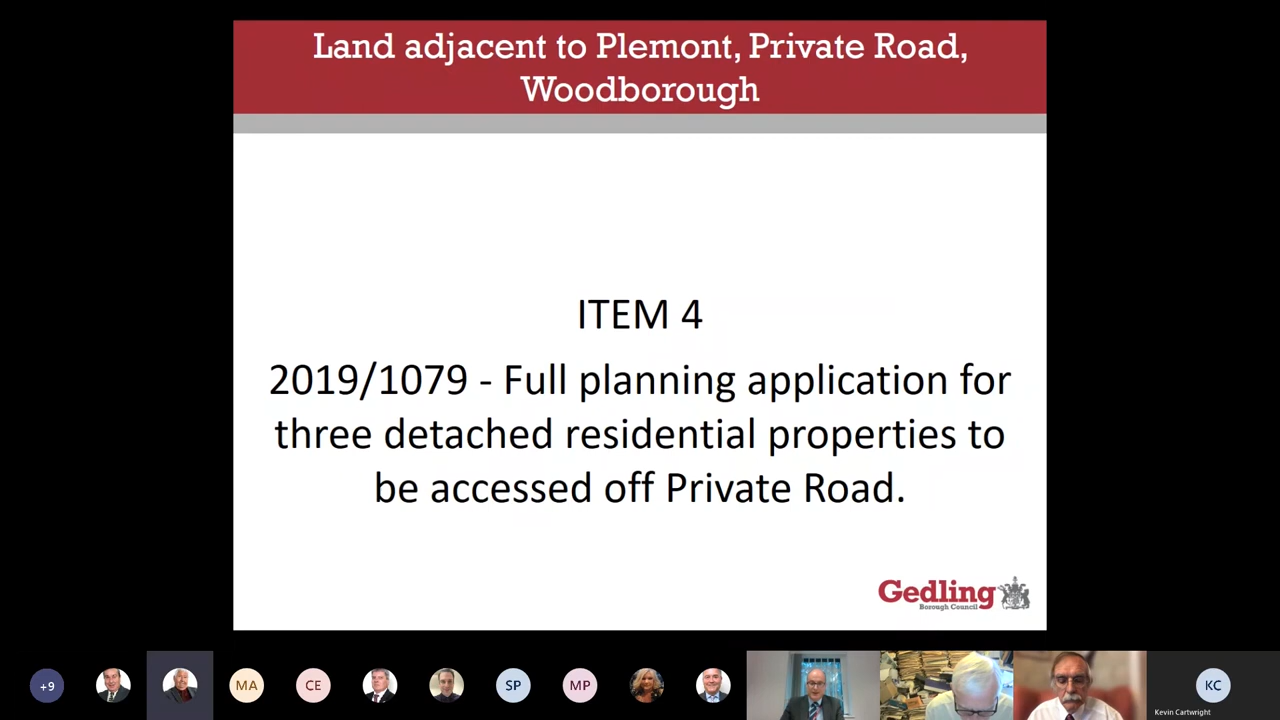 Land adjacent to Plemont, Private Road,
Woodborough
ITEM 4
2019/1079 - Full planning application for
three detached residential properties to
be accessed off Private Road.
Gedling
Borough Council
+9
MA
CE
SP
MP
KC
Kevin Cartwright